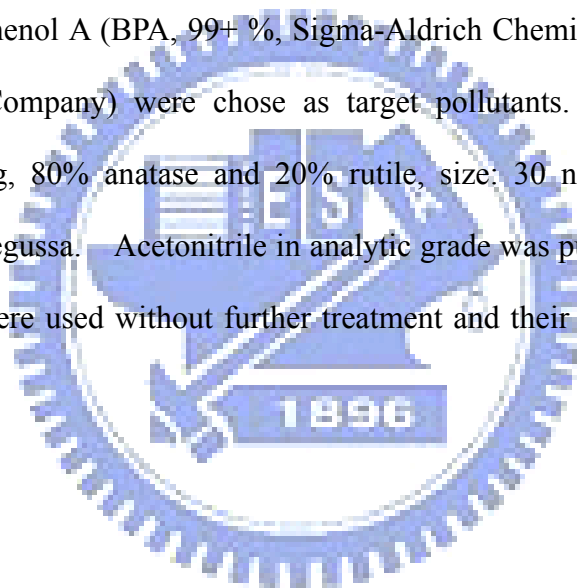 henol A (BPA, 99+ %, Sigma-Aldrich Chemi
Company) were chose as target pollutants.
g, 80% anatase and 20% rutile, size: 30 n
egussa. Acetonitrile in analytic grade was pu
ere used without further treatment and their
ES
1896